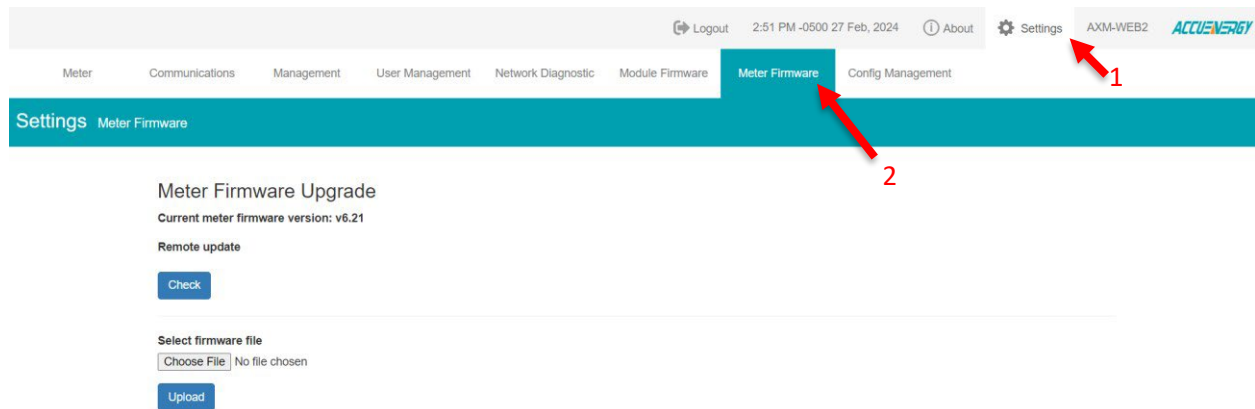 Logout 2:51 PM -0500 27 Feb, 2024 About Settings AXM-WEB2 ACCUENERGY
1
Meter Communications Management User Management Network Diagnostic Module Firmware Meter Firmware Config Management
Settings Meter Firmware
2
Meter Firmware Upgrade
Current meter firmware version: v6.21
Remote update
Check
Select firmware file
Choose File No file chosen
Upload